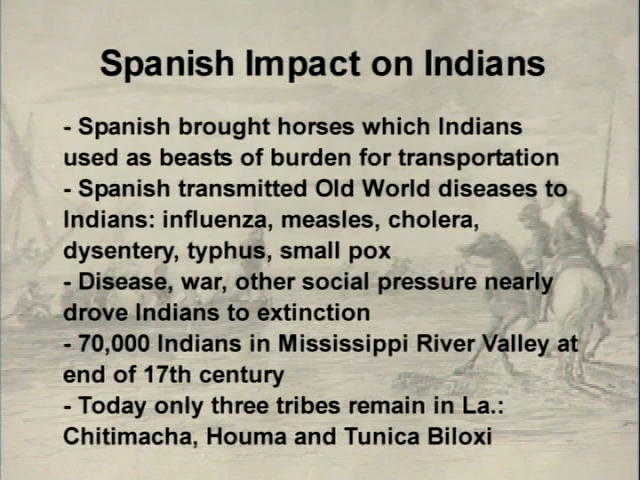 Spanish Impact on Indians
- Spanish brought horses which Indians
used as beasts of burden for transportation
- Spanish transmitted Old World diseases to
Indians: influenza, measles, cholera,
dysentery, typhus, small pox
- Disease, war, other social pressure nearly
drove Indians to extinction
- 70,000 Indians in Mississippi River Valley at
end of 17th century
- Today only three tribes remain in La.:
Chitimacha, Houma and Tunica Biloxi